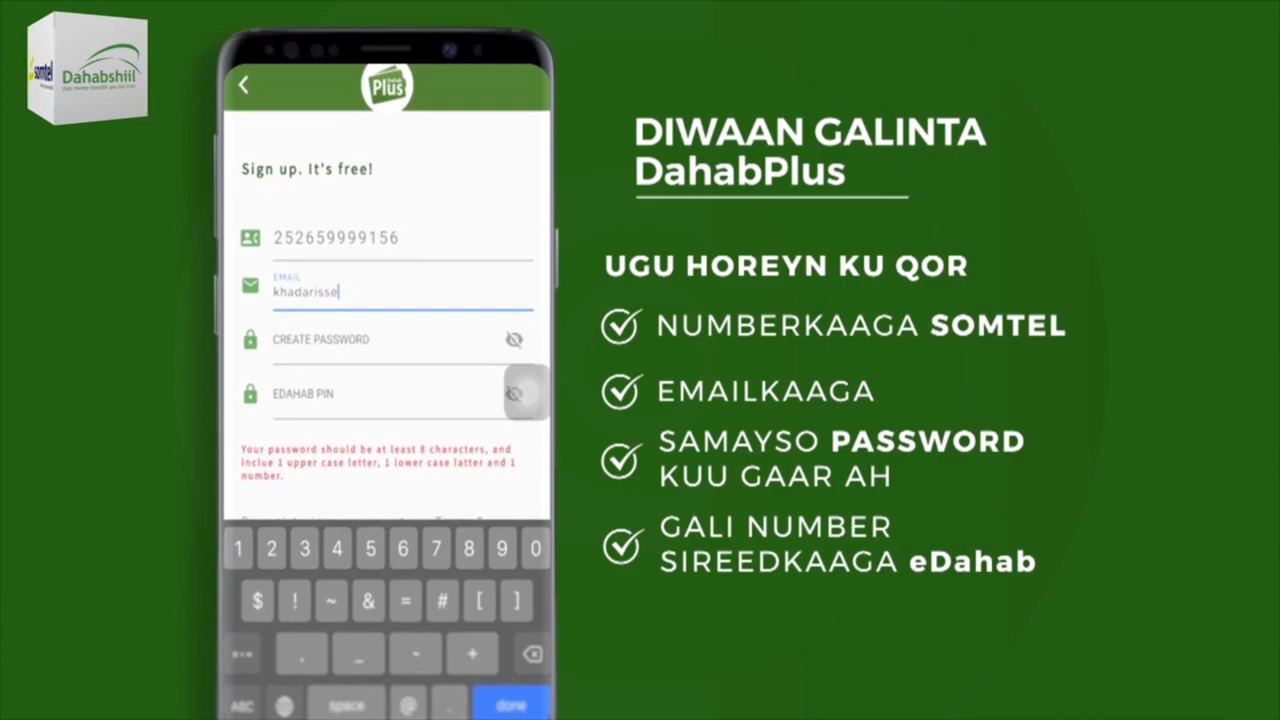 somtel
Dahabshiil
Plus
Sign up. It's free!
252659999156
EMAIL
khadarisse
CREATE PASSWORD
EDAHAB PIN
Your password should be at least 8 characters, and
inclue 1 upper case letter, 1 lower case latter and 1
number.
1 2 3 4 5 6 7 8 9 0
$ ! ~ & = # [ ]
. _ - +
ABC space @ . done
DIWAAN GALINTA
DahabPlus
UGU HOREYN KU QOR
NUMBERKAAGA SOMTEL
EMAILKAAGA
SAMAYSO PASSWORD
KUU GAAR AH
GALI NUMBER
SIREEDKAAGA eDahab